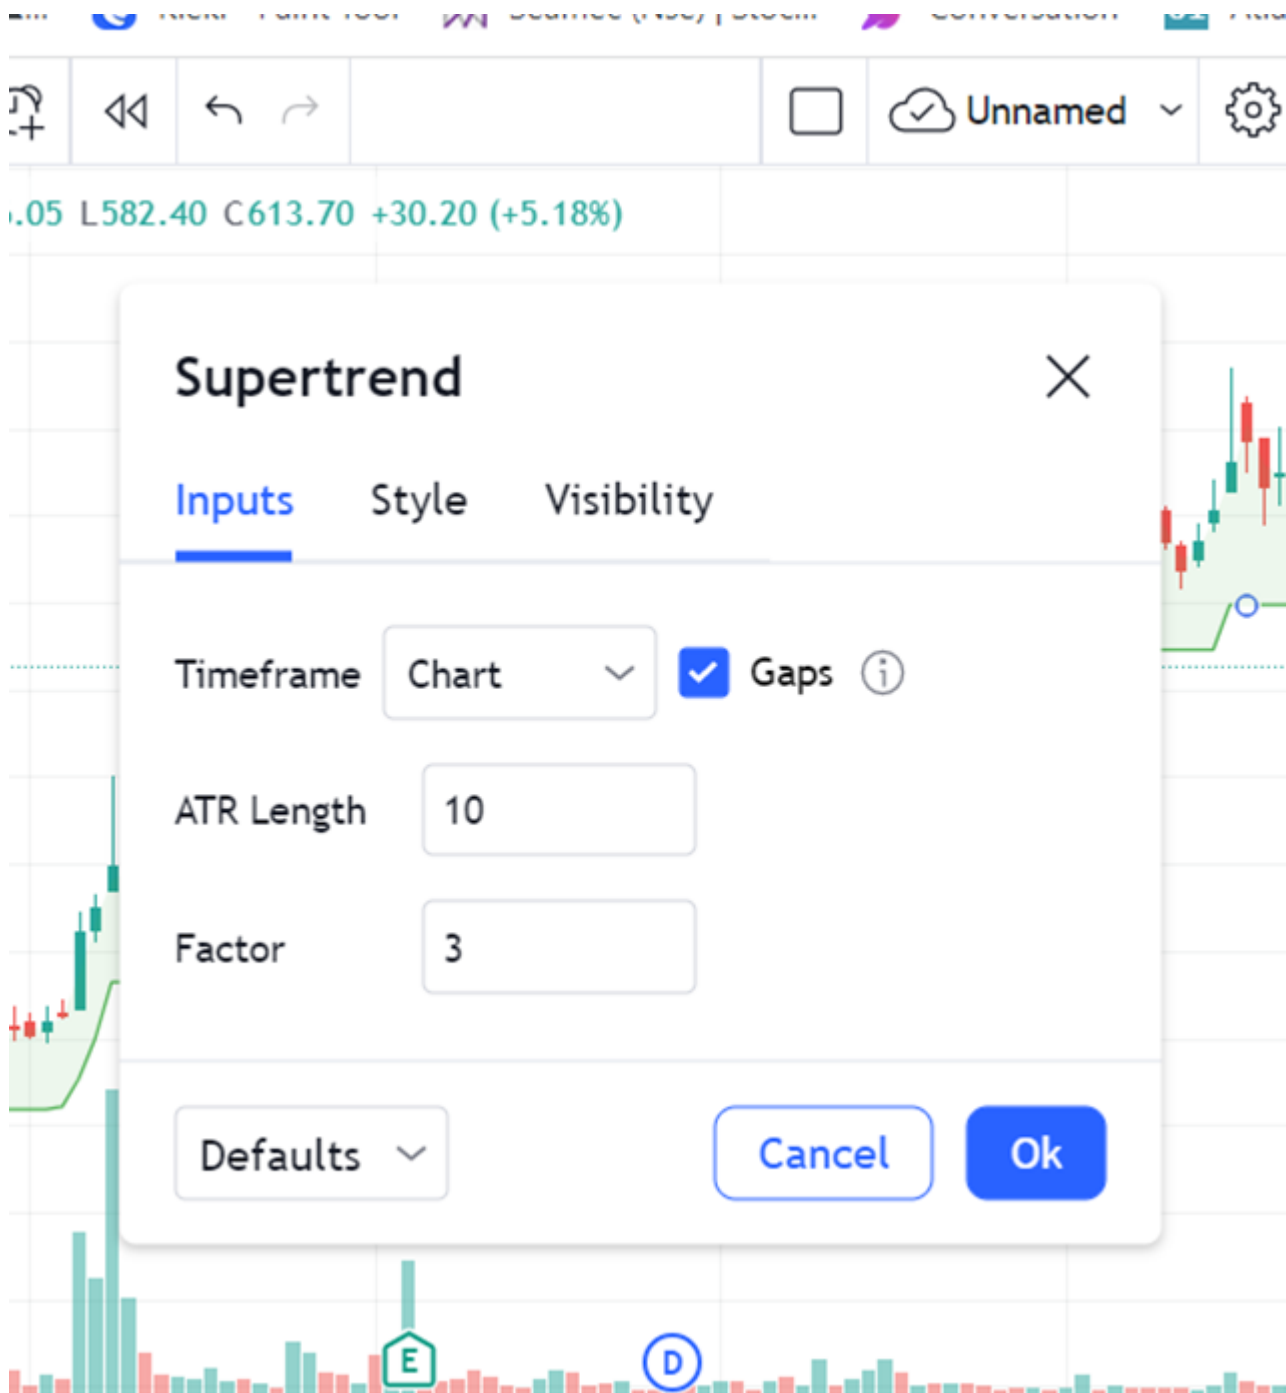 Unnamed
.05 L582.40 C613.70 +30.20 (+5.18%)
Supertrend
Inputs Style Visibility
Timeframe Chart Gaps
ATR Length 10
Factor 3
Defaults Cancel Ok
E
D